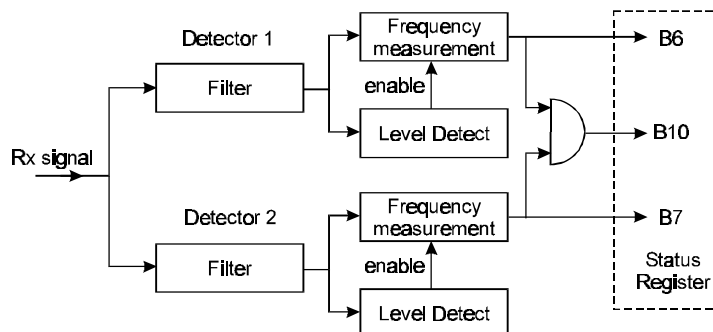 Detector 1
Filter
Frequency
measurement
enable
Level Detect
B6
Rx signal
B10
Detector 2
Filter
Frequency
measurement
enable
Level Detect
B7
Status
Register